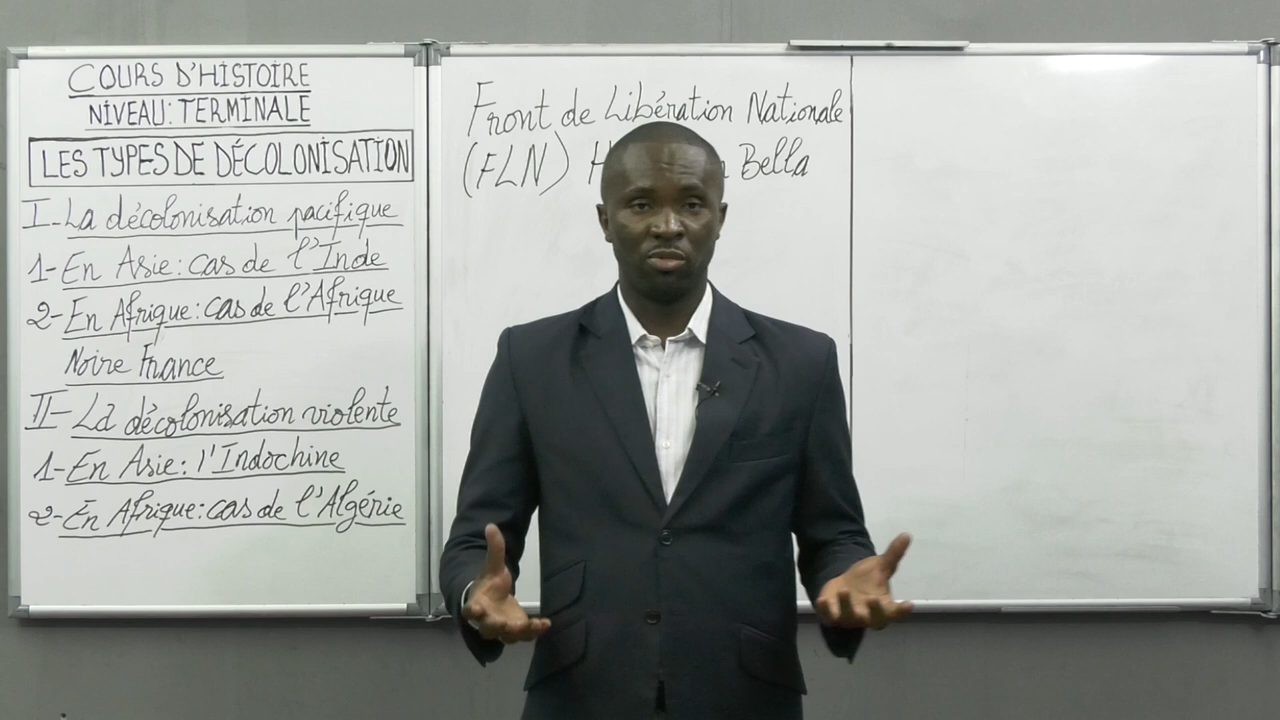 COURS D'HISTOIRE
NIVEAU: TERMINALE
LES TYPES DE DÉCOLONISATION
I- La décolonisation pacifique
1- En Asie: cas de l'Inde
2- En Afrique: cas de l'Afrique
Noire France
II- La décolonisation violente
1- En Asie: l'Indochine
2- En Afrique: cas de l'Algérie
Front de Libération Nationale
(FLN) Bella